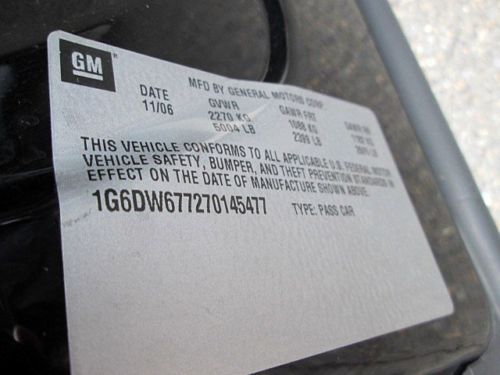 GM
MFD BY GENERAL MOTORS CORP
DATE GVWR GAWR FRT GAWR RR
11/06 2270 KG 1088 KG
5004 LB 2399 LB
THIS VEHICLE CONFORMS TO ALL APPLICABLE U.S. FEDERAL MOTOR
VEHICLE SAFETY, BUMPER, AND THEFT PREVENTION STANDARDS IN
EFFECT ON THE DATE OF MANUFACTURE SHOWN ABOVE.
1G6DW677270145477 TYPE: PASS CAR